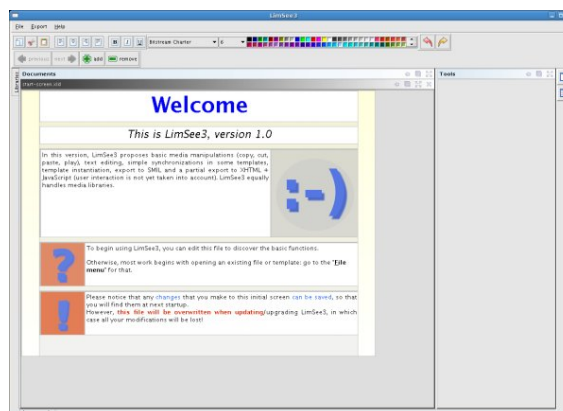 LimSee3
File Export Help
B I U Bitstream Charter 6
previous next add remove
Documents Tools
start-screen.xld
Libraries
Welcome
This is LimSee3, version 1.0
In this version, LimSee3 proposes basic media manipulations (copy, cut,
paste, play), text editing, simple synchronizations in some templates,
template instantiation, export to SMIL and a partial export to XHTML +
JavaScript (user interaction is not yet taken into account). LimSee3 equally
handles media libraries.
:-)
?
To begin using LimSee3, you can edit this file to discover the basic functions.
Otherwise, most work begins with opening an existing file or template: go to the "File
menu" for that.
!
Please notice that any changes that you make to this initial screen can be saved, so that
you will find them at next startup.
However, this file will be overwritten when updating/upgrading LimSee3, in which
case all your modifications will be lost!